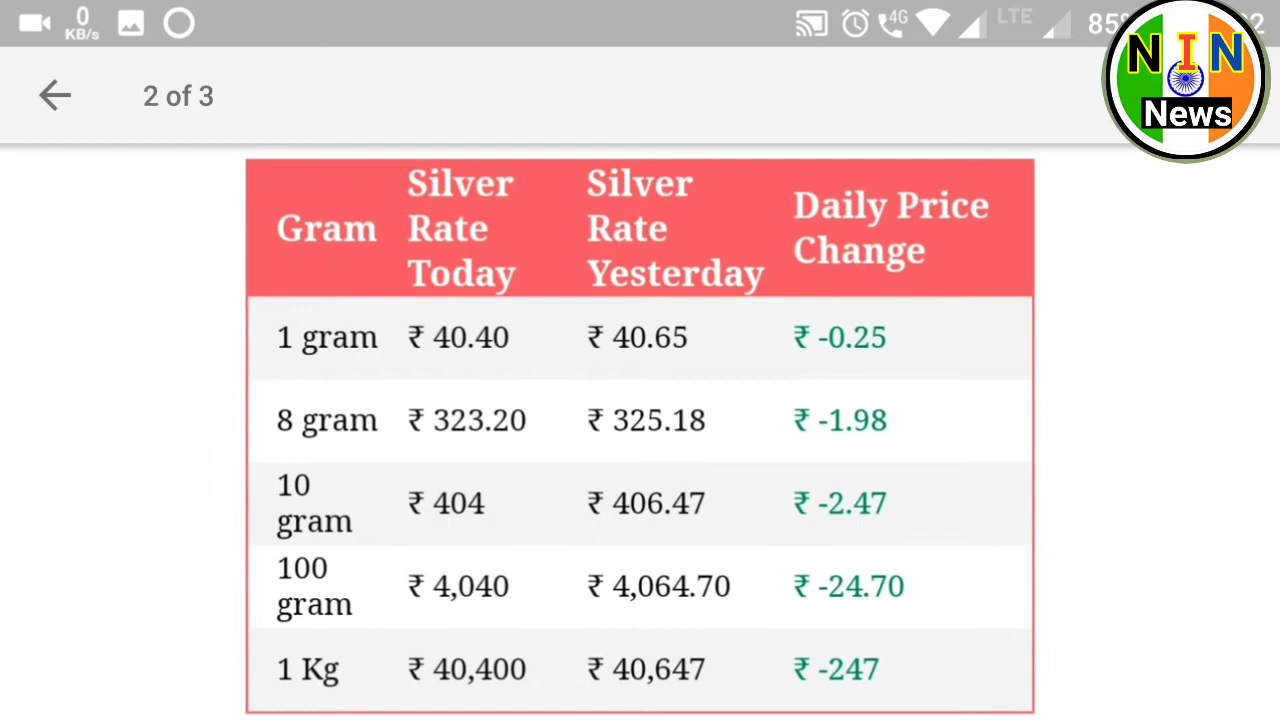 0
KB/s
4G
LTE
85
2
N I N
News
2 of 3
Gram
Silver
Rate
Today
Silver
Rate
Yesterday
Daily Price
Change
1 gram ₹ 40.40 ₹ 40.65 ₹ -0.25
8 gram ₹ 323.20 ₹ 325.18 ₹ -1.98
10
gram ₹ 404 ₹ 406.47 ₹ -2.47
100
gram ₹ 4,040 ₹ 4,064.70 ₹ -24.70
1 Kg ₹ 40,400 ₹ 40,647 ₹ -247